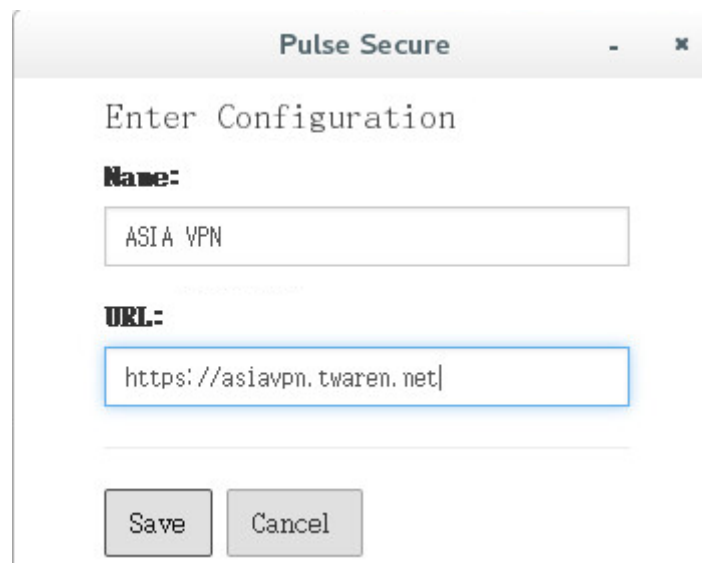 Pulse Secure
Enter Configuration
Name:
ASIA VPN
URL:
https://asiavpn.twaren.net
Save Cancel